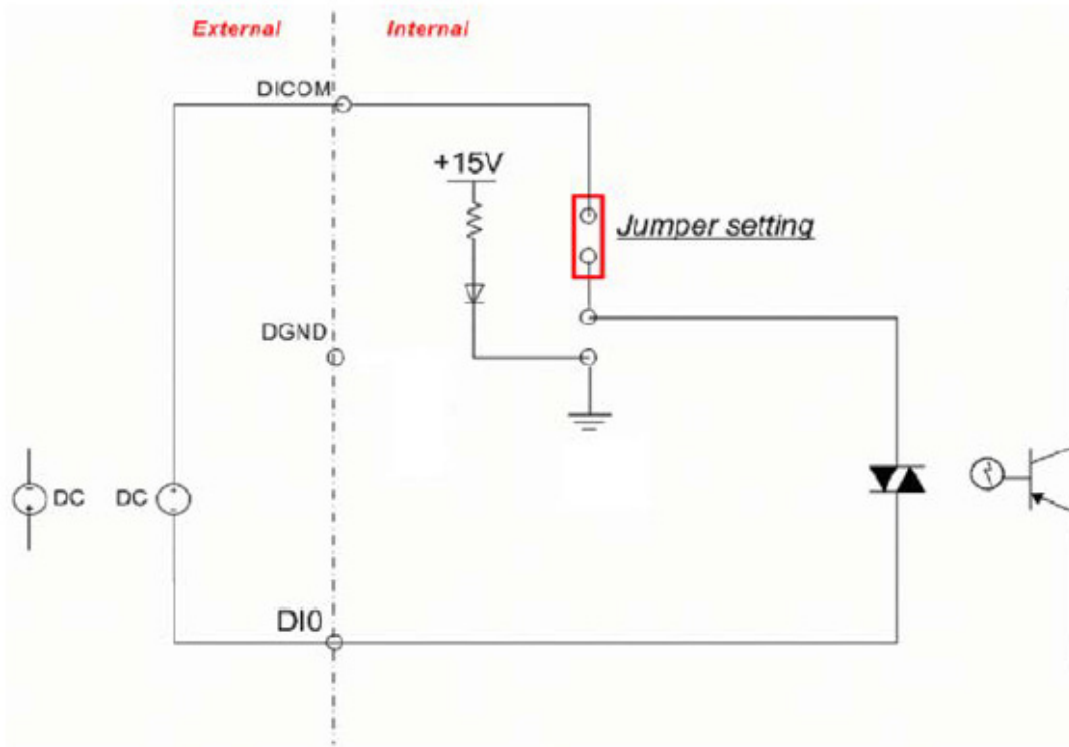 External
Internal
DICOM
+15V
Jumper setting
DGND
DC
DC
DI0